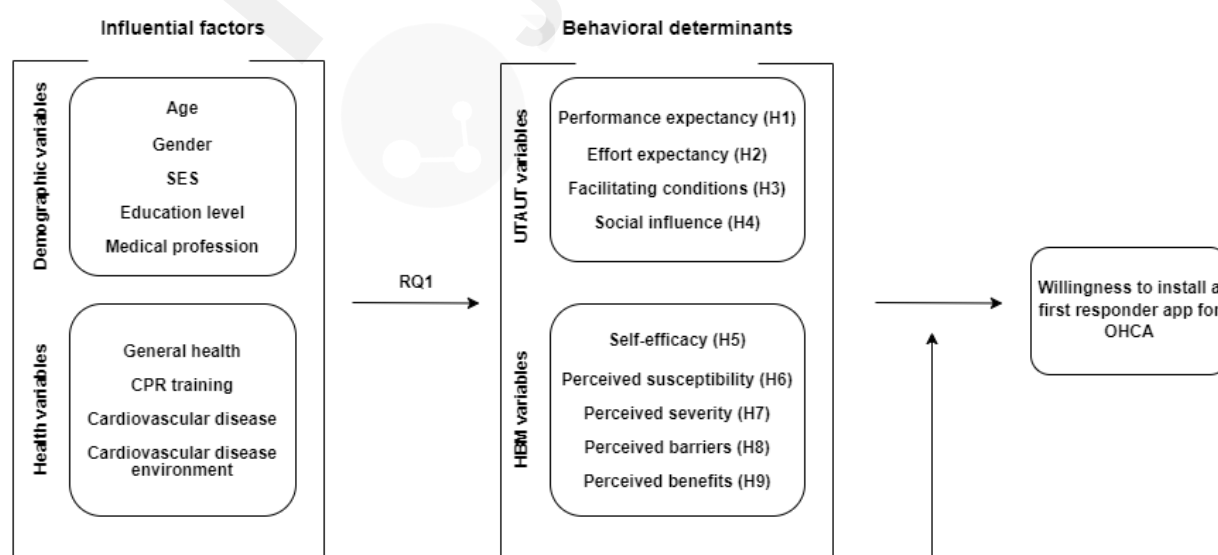 Influential factors
Demographic variables
Age
Gender
SES
Education level
Medical profession
Health variables
General health
CPR training
Cardiovascular disease
Cardiovascular disease
environment
RQ1
Behavioral determinants
UTAUT variables
Performance expectancy (H1)
Effort expectancy (H2)
Facilitating conditions (H3)
Social influence (H4)
HBM variables
Self-efficacy (H5)
Perceived susceptibility (H6)
Perceived severity (H7)
Perceived barriers (H8)
Perceived benefits (H9)
Willingness to install a
first responder app for
OHCA